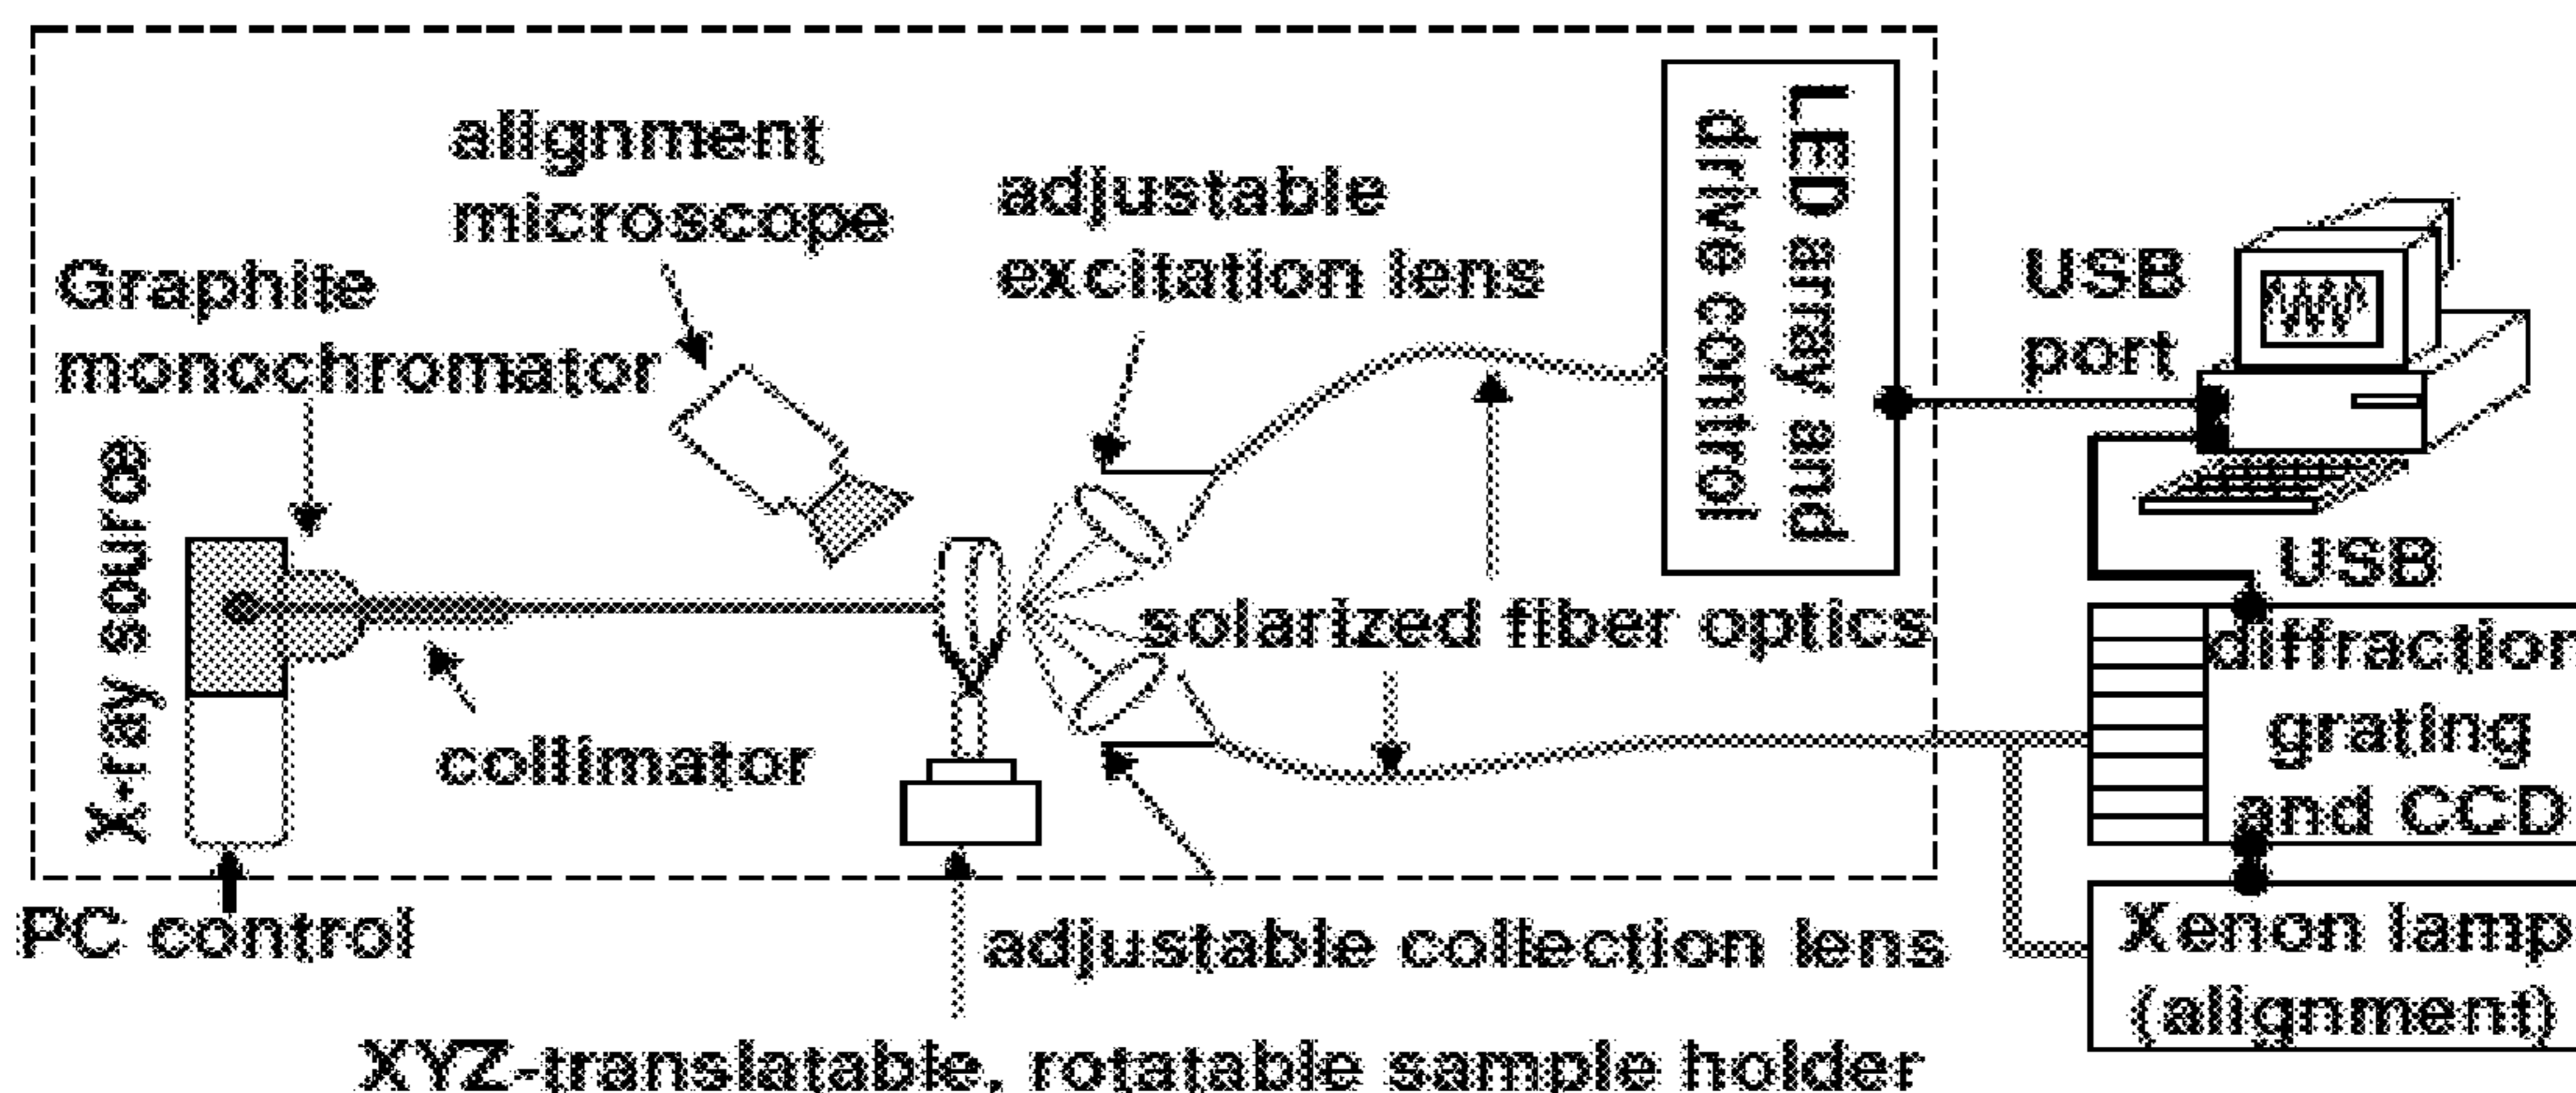 alignment
microscope
adjustable
excitation lens
Graphite
monochromator
LED array and
drive control
USB
port
X-ray source
USB
solarized fiber optics
diffraction
grating
and CCD
collimator
PC control
adjustable collection lens
Xenon lamp
(alignment)
XYZ-translatable, rotatable sample holder